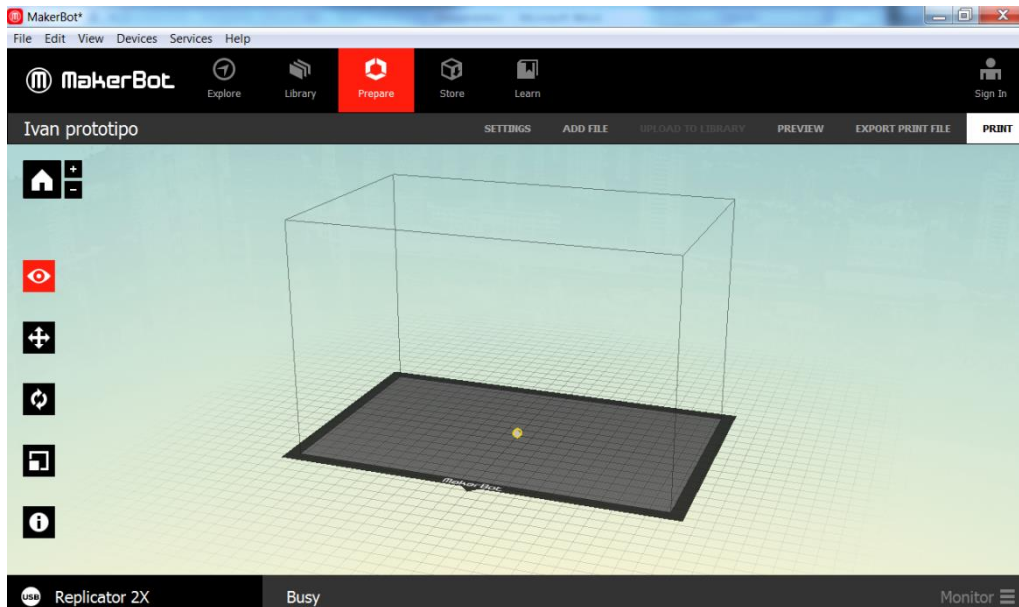 MakerBot*
File Edit View Devices Services Help
MakerBot
Explore Library Prepare Store Learn Sign In
Ivan prototipo SETTINGS ADD FILE UPLOAD TO LIBRARY PREVIEW EXPORT PRINT FILE PRINT
MakerBot
USB Replicator 2X Busy Monitor